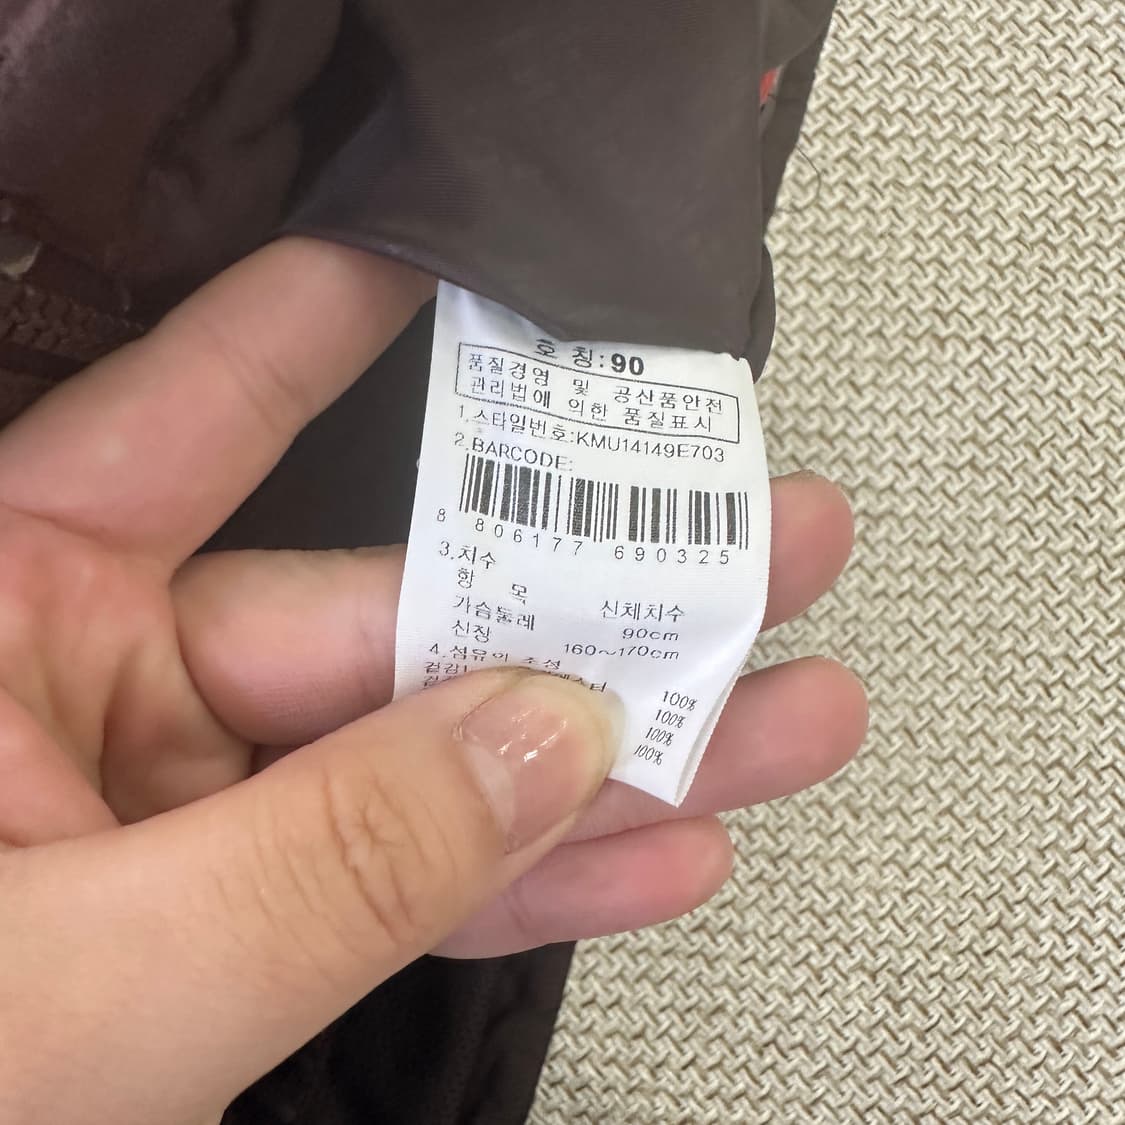 호 칭:90
품질경영 및 공산품안전
관리법에 의한 품질표시
1.스타일번호:KMU14149E703
2.BARCODE:
8 806177 690325
3.치수
항 목 신체치수
가슴둘레 90cm
신장 160~170cm
4.섬유의 조성
겉감1 100%
100%
100%
100%